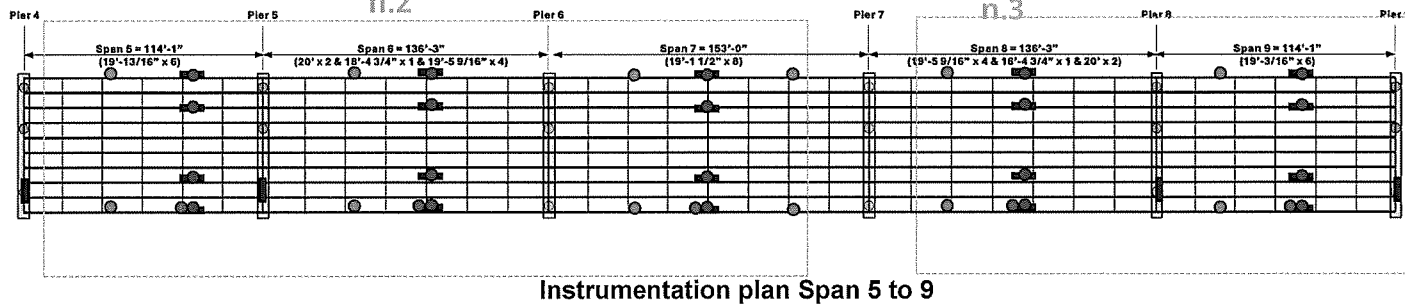 n.2
n.3
Pier 4
Pier 5
Pier 6
Pier 7
Pier 8
Pier
Span 5 = 114'-1"
(19'-13/16" x 6)
Span 6 = 136'-3"
(20' x 2 & 18'-4 3/4" x 1 & 19'-5 9/16" x 4)
Span 7 = 153'-0"
(19'-1 1/2" x 8)
Span 8 = 136'-3"
(19'-5 9/16" x 4 & 18'-4 3/4" x 1 & 20' x 2)
Span 9 = 114'-1"
(19'-3/16" x 6)
Instrumentation plan Span 5 to 9